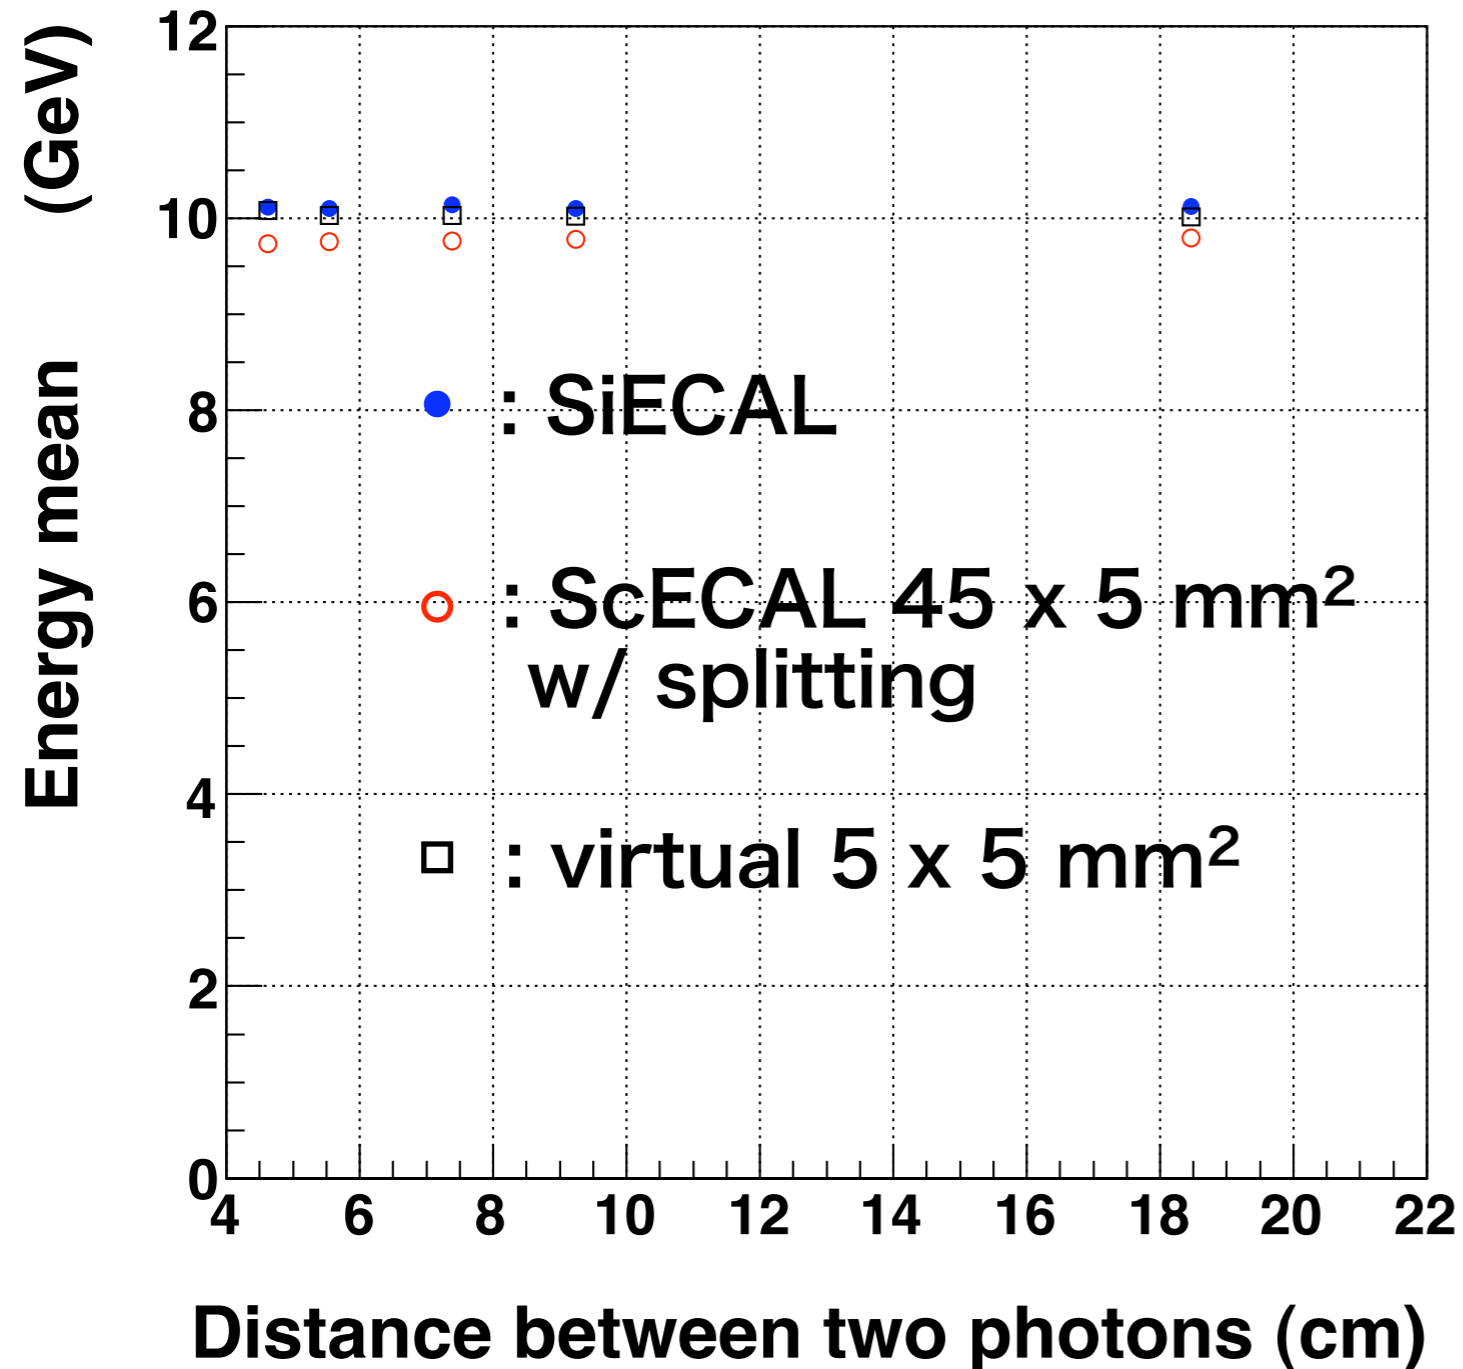 Energy mean (GeV)
12
10
8
6
4
2
0
: SiECAL
: ScECAL 45 x 5 mm²
w/ splitting
: virtual 5 x 5 mm²
4 6 8 10 12 14 16 18 20 22
Distance between two photons (cm)